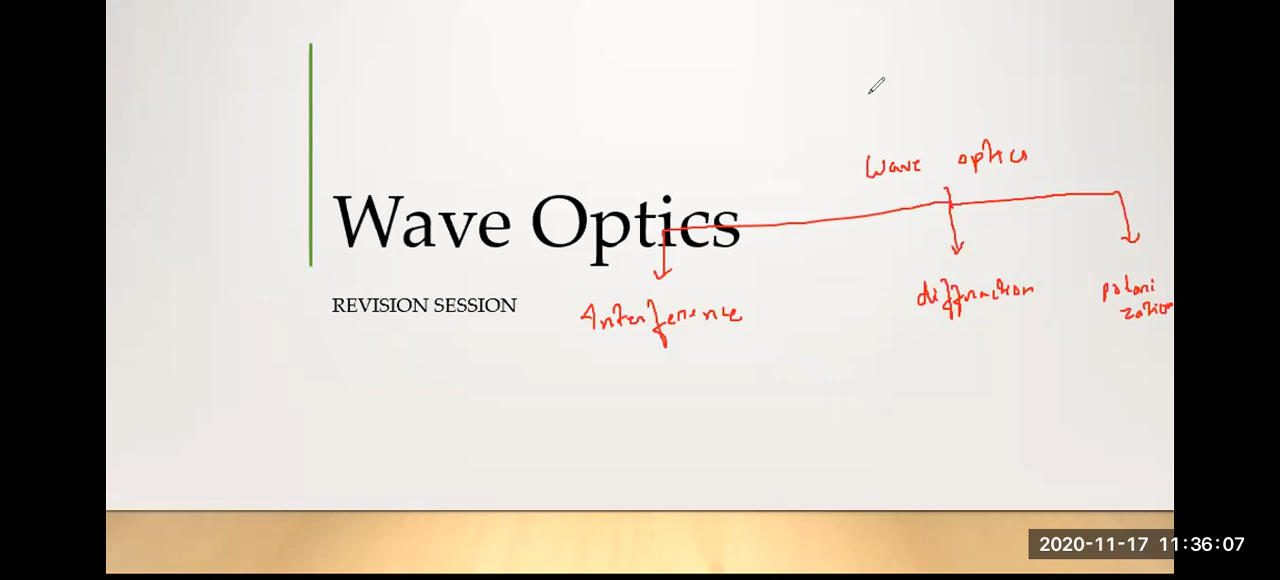 wave optics
Wave Optics
REVISION SESSION
Interference
diffraction
polari
zation
2020-11-17 11:36:07